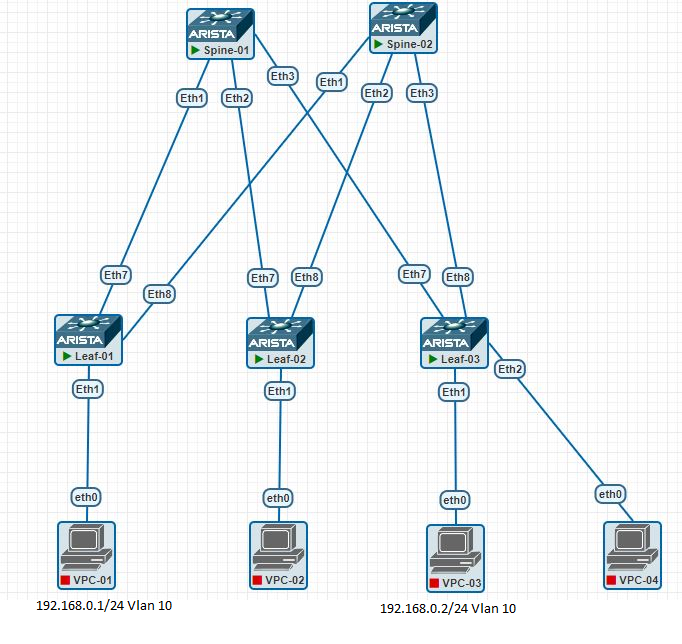 ARISTA
Spine-01
ARISTA
Spine-02
Eth1
Eth2
Eth3
Eth1
Eth2
Eth3
Eth7
Eth8
Eth7
Eth8
Eth7
Eth8
ARISTA
Leaf-01
ARISTA
Leaf-02
ARISTA
Leaf-03
Eth1
Eth1
Eth1
Eth2
eth0
eth0
eth0
eth0
VPC-01
VPC-02
VPC-03
VPC-04
192.168.0.1/24 Vlan 10
192.168.0.2/24 Vlan 10